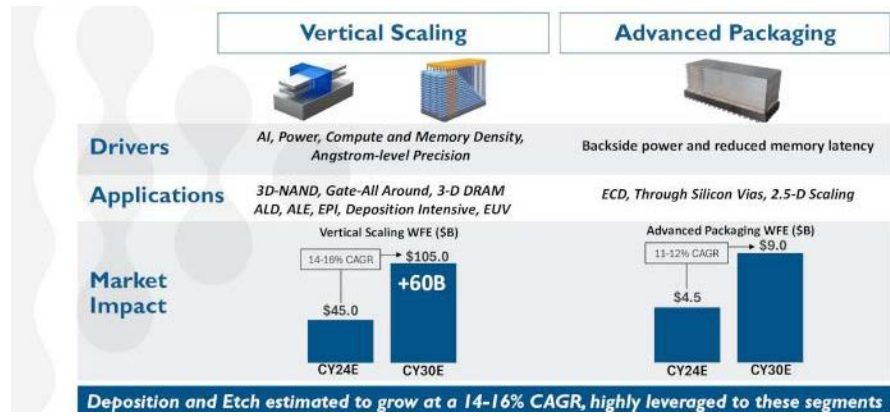 Vertical Scaling
Advanced Packaging
Drivers
AI, Power, Compute and Memory Density,
Angstrom-level Precision
Backside power and reduced memory latency
Applications
3D-NAND, Gate-All Around, 3-D DRAM
ALD, ALE, EPI, Deposition Intensive, EUV
ECD, Through Silicon Vias, 2.5-D Scaling
Market
Impact
Vertical Scaling WFE ($B)
14-16% CAGR
$105.0
+60B
$45.0
CY24E
CY30E
Advanced Packaging WFE ($B)
11-12% CAGR
$9.0
$4.5
CY24E
CY30E
Deposition and Etch estimated to grow at a 14-16% CAGR, highly leveraged to these segments